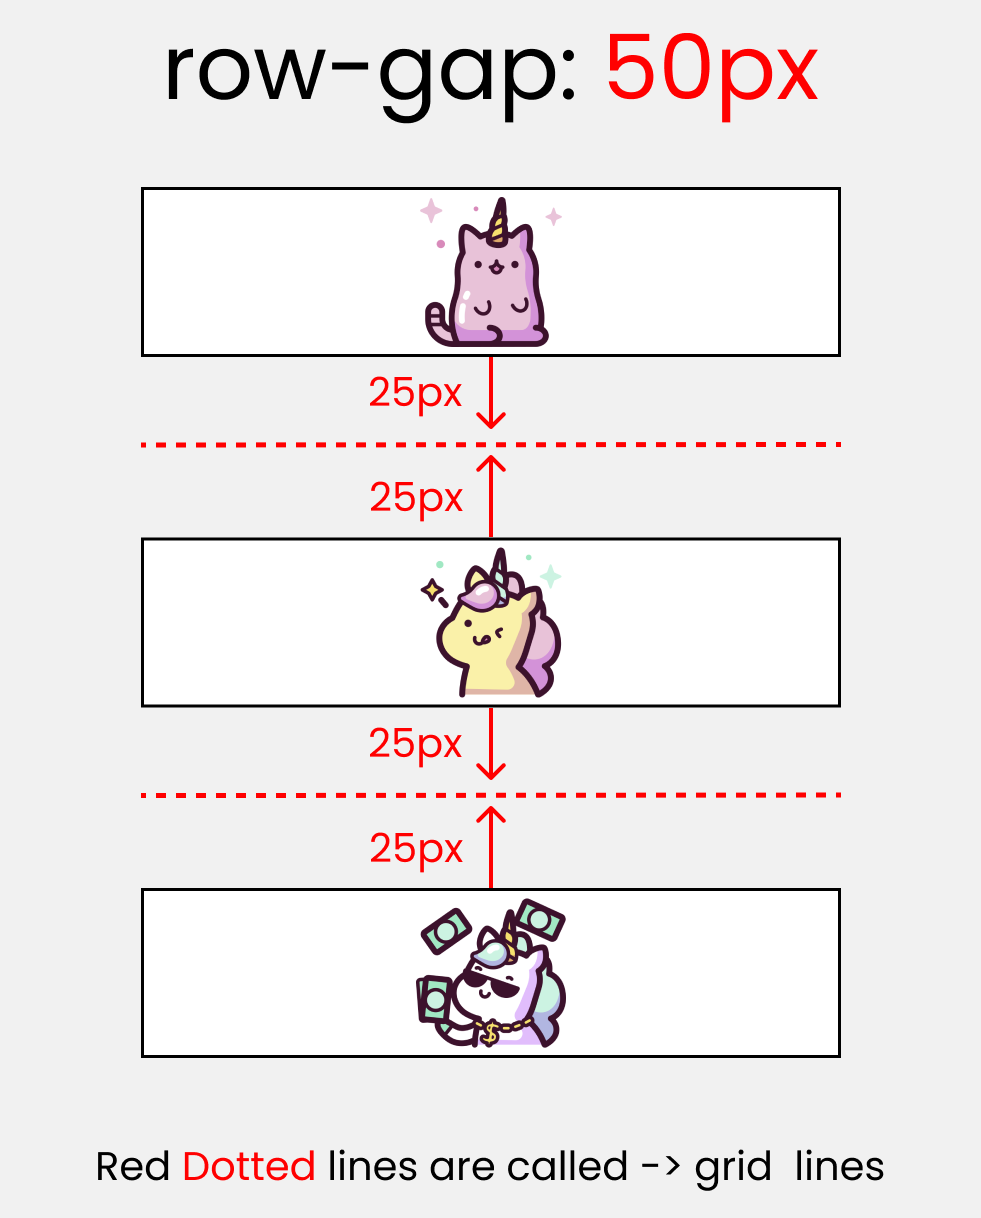 row-gap: 50px
25px
25px
25px
25px
Red Dotted lines are called -> grid  lines